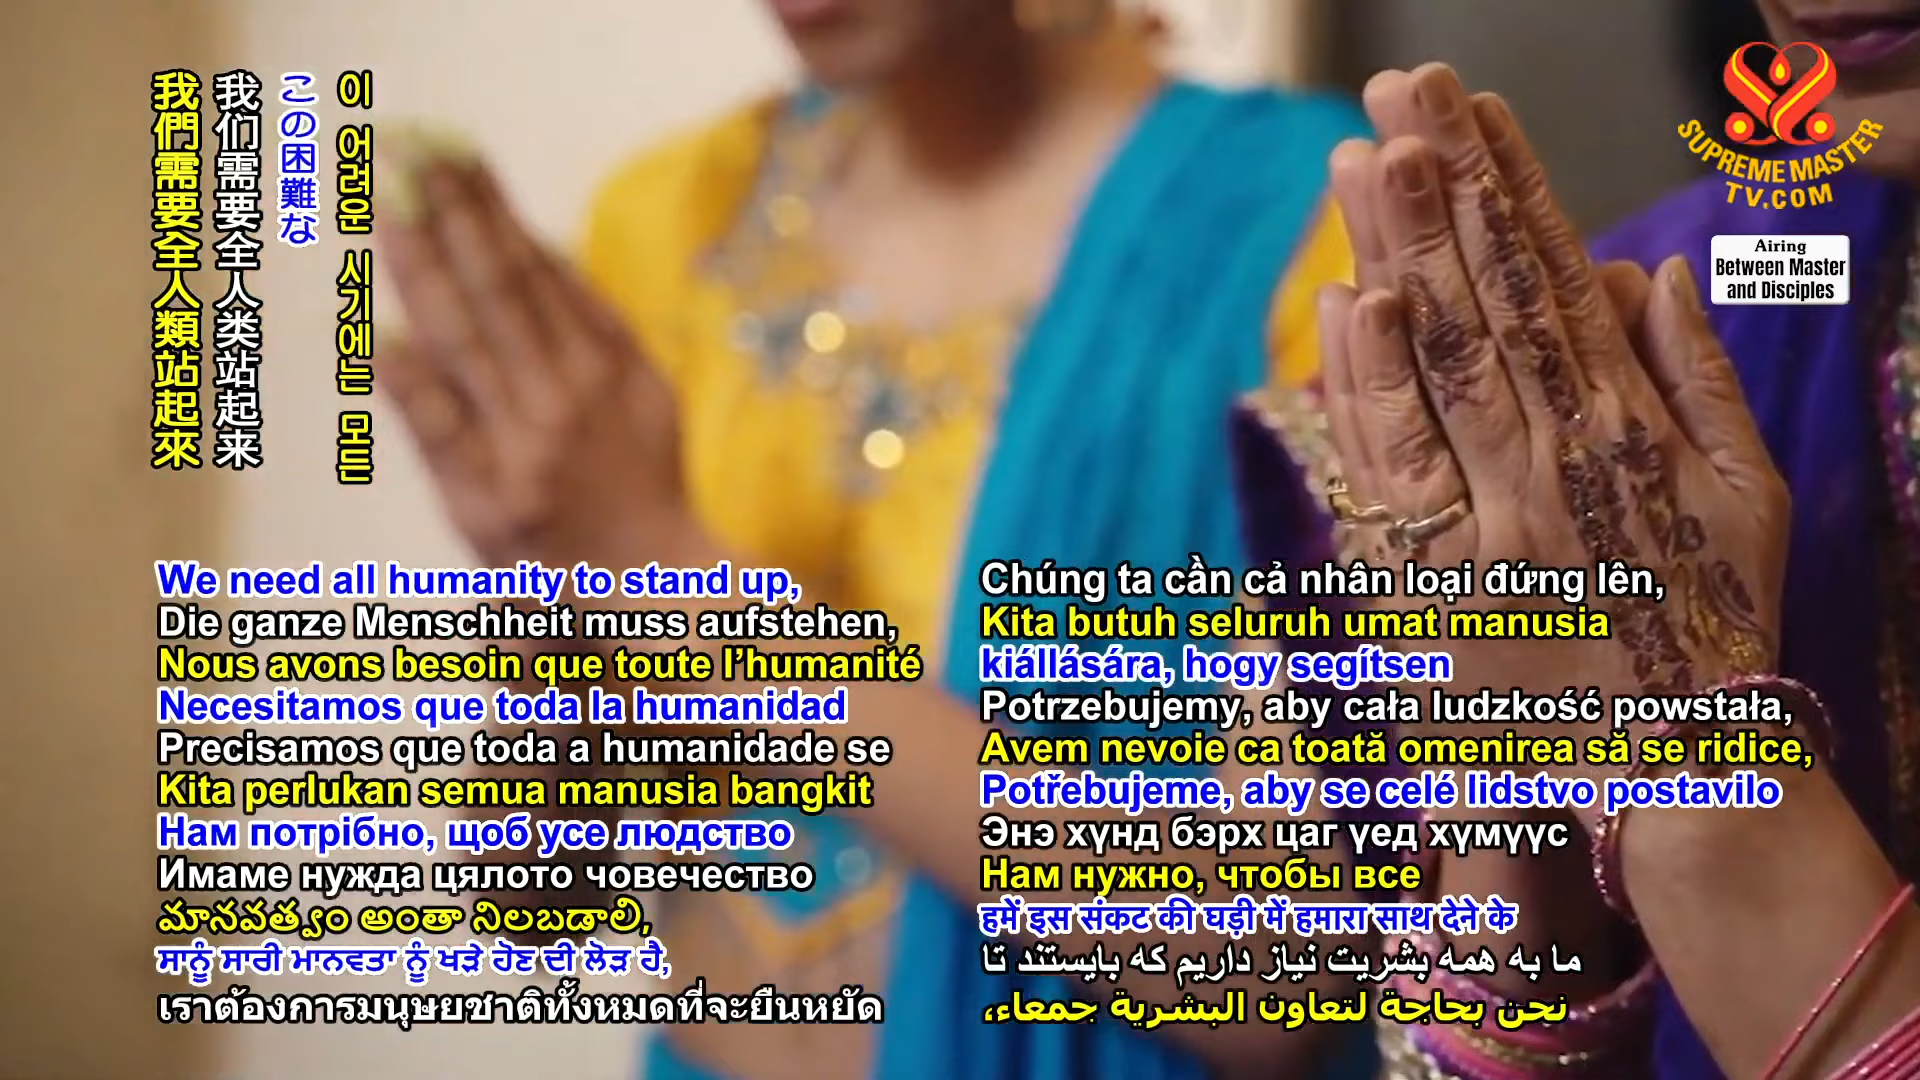 我們需要全人類站起來
我们需要全人类站起来
この困難な
이 어려운 시기에는 모든
SUPREME MASTER
TV.COM
Airing
Between Master
and Disciples
We need all humanity to stand up,
Die ganze Menschheit muss aufstehen,
Nous avons besoin que toute l’humanité
Necesitamos que toda la humanidad
Precisamos que toda a humanidade se
Kita perlukan semua manusia bangkit
Нам потрібно, щоб усе людство
Имаме нужда цялото човечество
మానవత్వం అంతా నిలబడాలి,
ਸਾਨੂੰ ਸਾਰੀ ਮਾਨਵਤਾ ਨੂੰ ਖੜੇ ਹੋਣ ਦੀ ਲੋੜ ਹੈ,
เราต้องการมนุษยชาติทั้งหมดที่จะยืนหยัด
Chúng ta cần cả nhân loại đứng lên,
Kita butuh seluruh umat manusia
kiállására, hogy segítsen
Potrzebujemy, aby cała ludzkość powstała,
Avem nevoie ca toată omenirea să se ridice,
Potřebujeme, aby se celé lidstvo postavilo
Энэ хүнд бэрх цаг үед хүмүүс
Нам нужно, чтобы все
हमें इस संकट की घड़ी में हमारा साथ देने के
ما به همه بشریت نیاز داریم که بایستند تا
نحن بحاجة لتعاون البشرية جمعاء،